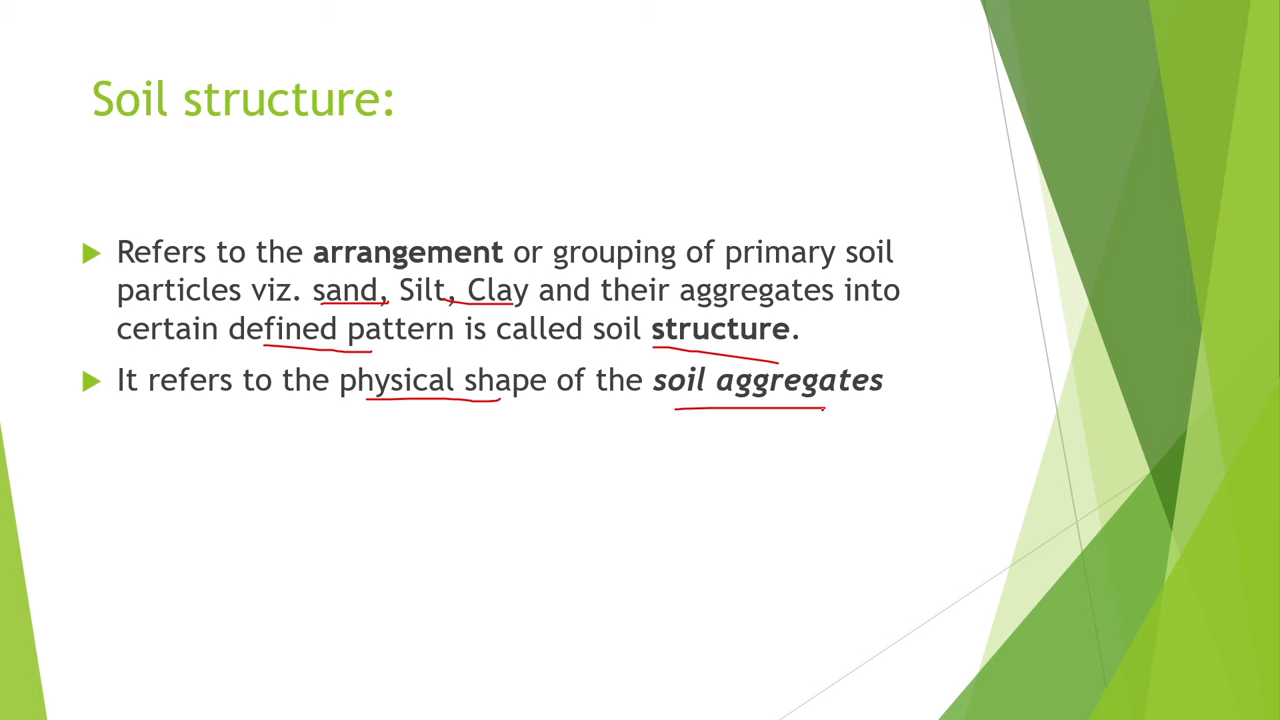 Soil structure:
Refers to the arrangement or grouping of primary soil
particles viz. sand, Silt, Clay and their aggregates into
certain defined pattern is called soil structure.
It refers to the physical shape of the soil aggregates